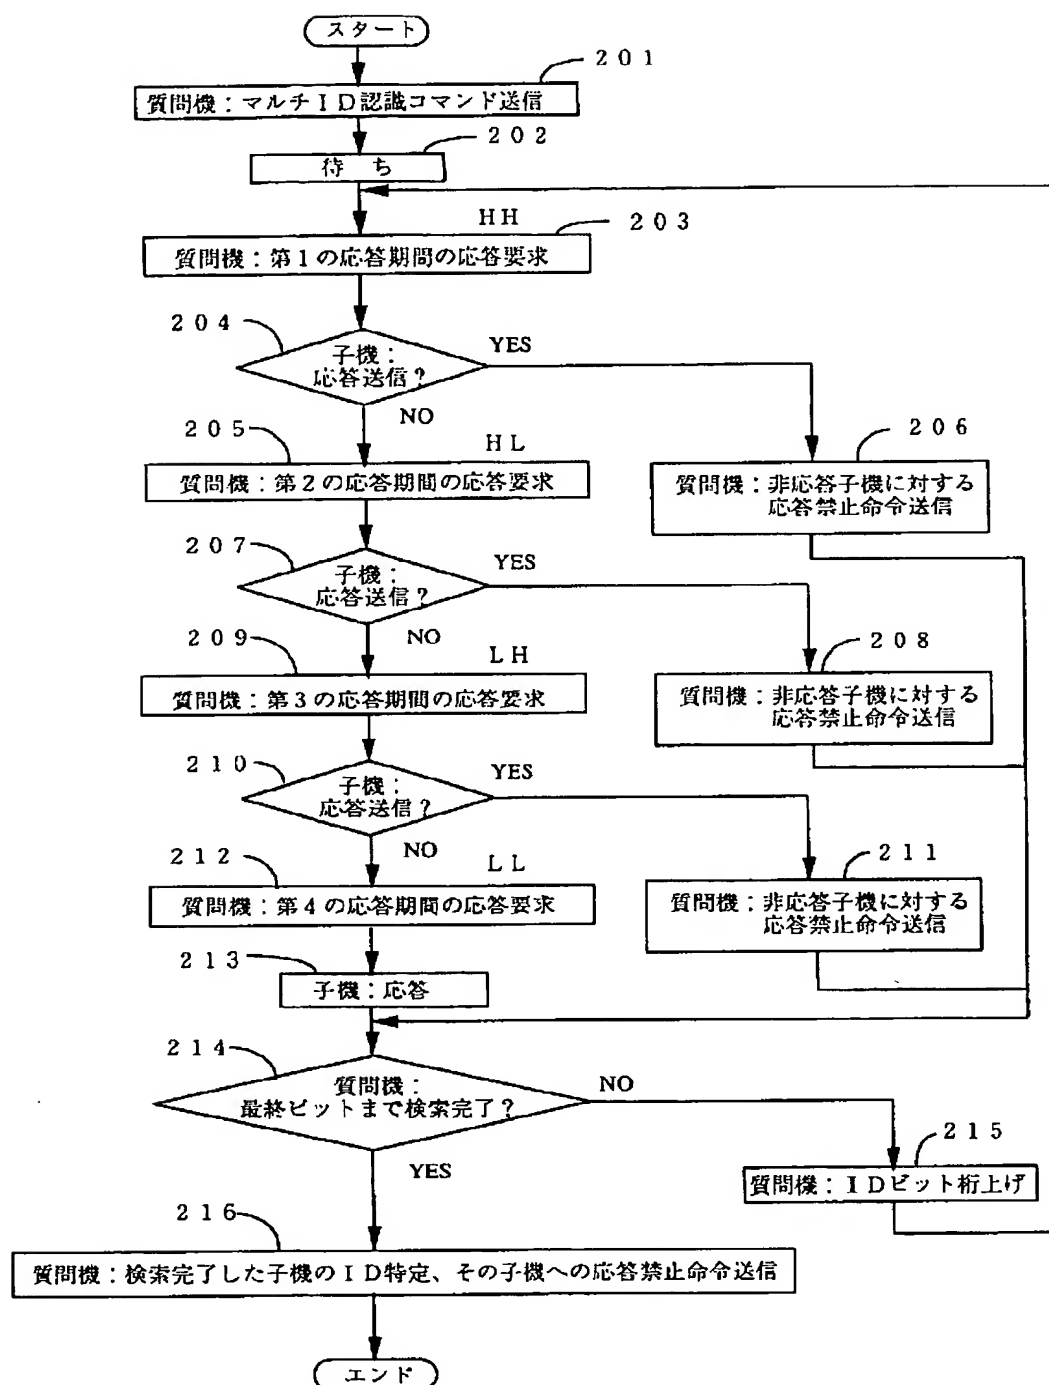 スタート
201
質問機：マルチＩＤ認識コマンド送信
202
待 ち
HH
203
質問機：第１の応答期間の応答要求
204
子機：
応答送信？
YES
NO
205
HL
206
質問機：第２の応答期間の応答要求
質問機：非応答子機に対する
応答禁止命令送信
207
子機：
応答送信？
YES
NO
209
LH
208
質問機：第３の応答期間の応答要求
質問機：非応答子機に対する
応答禁止命令送信
210
子機：
応答送信？
YES
NO
212
LL
211
質問機：第４の応答期間の応答要求
質問機：非応答子機に対する
応答禁止命令送信
213
子機：応答
214
質問機：
最終ビットまで検索完了？
NO
YES
215
質問機：ＩＤビット桁上げ
216
質問機：検索完了した子機のＩＤ特定、その子機への応答禁止命令送信
エンド